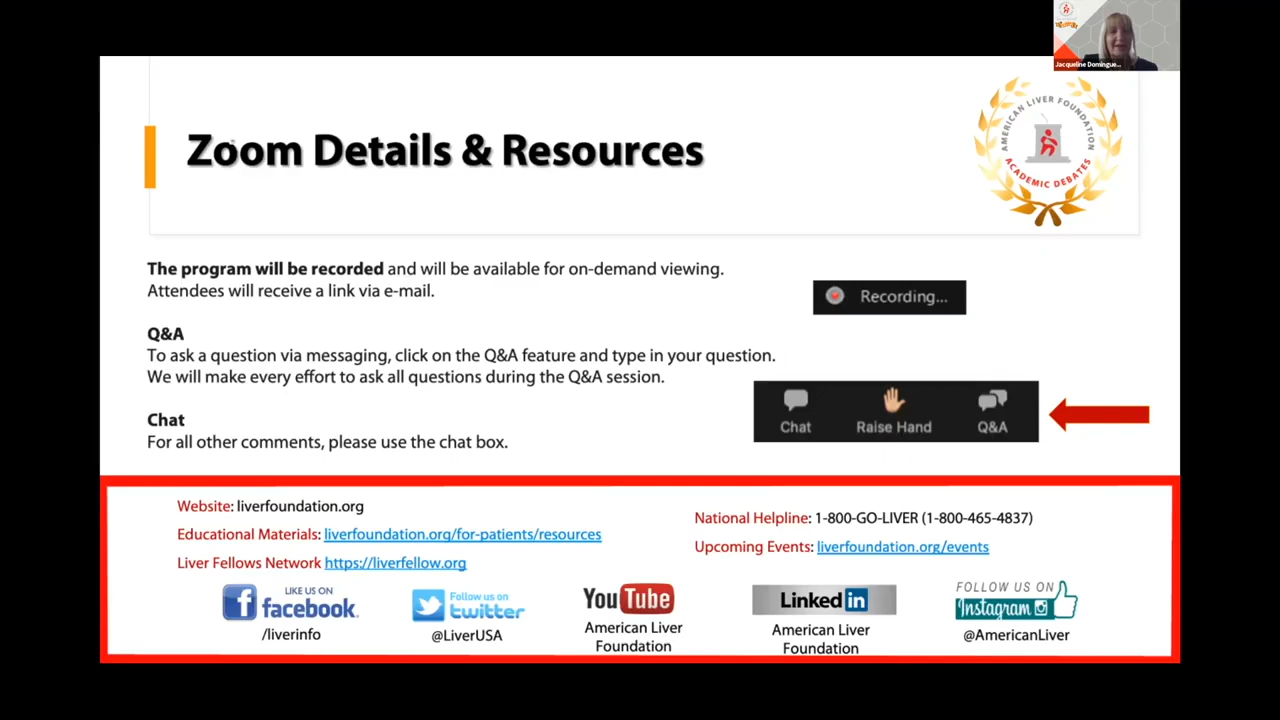 Jacqueline Domingue...
AMERICAN LIVER FOUNDATION
ACADEMIC DEBATES
Zoom Details & Resources
The program will be recorded and will be available for on-demand viewing.
Attendees will receive a link via e-mail.
Recording...
Q&A
To ask a question via messaging, click on the Q&A feature and type in your question.
We will make every effort to ask all questions during the Q&A session.
Chat
Raise Hand
Q&A
Chat
For all other comments, please use the chat box.
Website: liverfoundation.org
Educational Materials: liverfoundation.org/for-patients/resources
Liver Fellows Network https://liverfellow.org
National Helpline: 1-800-GO-LIVER (1-800-465-4837)
Upcoming Events: liverfoundation.org/events
LIKE US ON
facebook.
/liverinfo
Follow us on
twitter
@LiverUSA
YouTube
American Liver
Foundation
Linked in
American Liver
Foundation
FOLLOW US ON
Instagram
@AmericanLiver